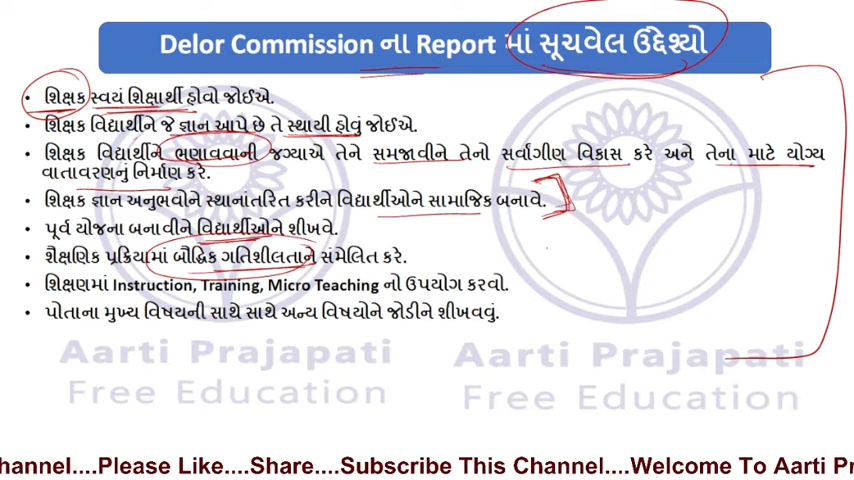 Delor Commission ના Report માં સૂચવેલ ઉદ્દેશ્યો
• શિક્ષક સ્વયં શિક્ષાર્થી હોવો જોઈએ.
• શિક્ષક વિદ્યાર્થીને જે જ્ઞાન આપે છે તે સ્થાયી હોવું જોઈએ.
• શિક્ષક વિદ્યાર્થીને ભણાવવાની જગ્યાએ તેને સમજાવીને તેનો સર્વાંગીણ વિકાસ કરે અને તેના માટે યોગ્ય
વાતાવરણનું નિર્માણ કરે.
• શિક્ષક જ્ઞાન અનુભવોને સ્થાનાંતરિત કરીને વિદ્યાર્થીઓને સામાજિક બનાવે.
• પૂર્વ યોજના બનાવીને વિદ્યાર્થીઓને શીખવે.
• શૈક્ષણિક પ્રક્રિયામાં બૌદ્ધિક ગતિશીલતાને સંમેલિત કરે.
• શિક્ષણમાં Instruction, Training, Micro Teaching નો ઉપયોગ કરવો.
• પોતાના મુખ્ય વિષયની સાથે સાથે અન્ય વિષયોને જોડીને શીખવવું.
Aarti Prajapati Aarti Prajapati
Free Education Free Education
hannel....Please Like....Share....Subscribe This Channel....Welcome To Aarti Pr